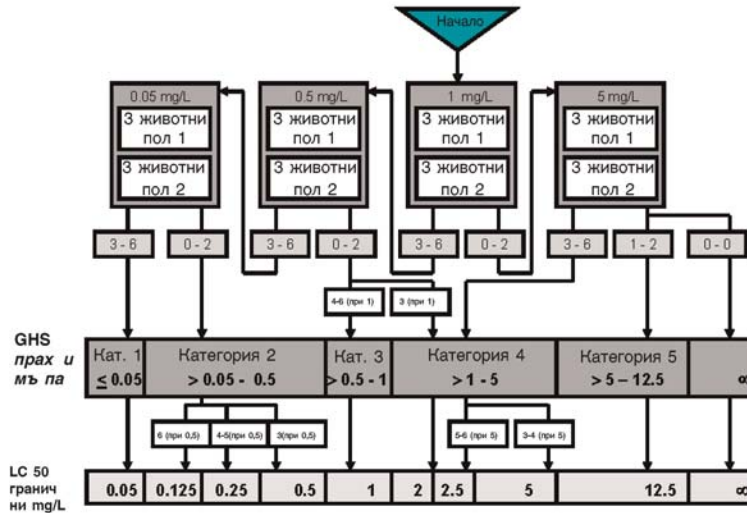 Начало
0.05 mg/L
0.5 mg/L
1 mg/L
5 mg/L
3 животни
пол 1
3 животни
пол 1
3 животни
пол 1
3 животни
пол 1
3 животни
пол 2
3 животни
пол 2
3 животни
пол 2
3 животни
пол 2
3 - 6
0 - 2
3 - 6
0 - 2
3 - 6
0 - 2
3 - 6
1 - 2
0 - 0
4-6 (при 1)
3 (при 1)
GHS
прах и
мъ па
Кат. 1
Категория 2
Кат. 3
Категория 4
Категория 5
≤ 0.05
> 0.05 - 0.5
> 0.5 - 1
> 1 - 5
> 5 – 12.5
∞
6 (при 0,5)
4-5(при 0,5)
3(при 0,5)
5-6 (при 5)
3-4 (при 5)
LC 50
гранич
ни mg/L
0.05
0.125
0.25
0.5
1
2
2.5
5
12.5
∞